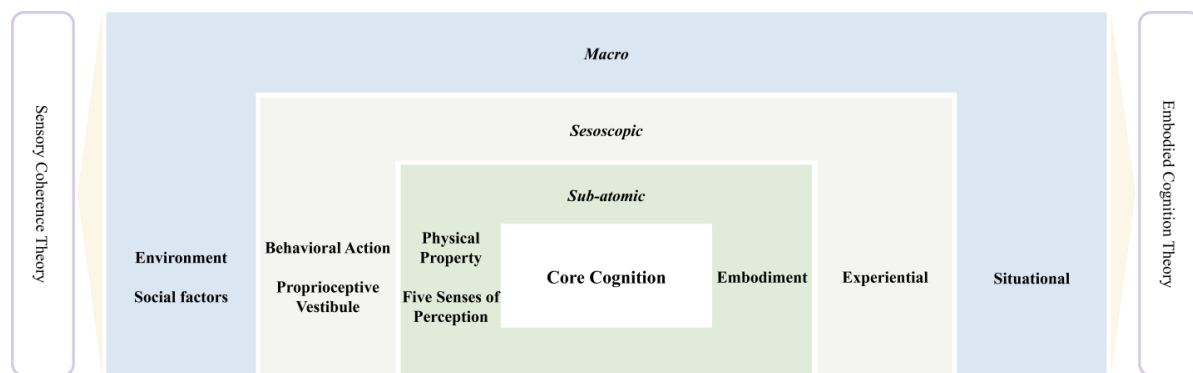 Sensory Coherence Theory
Macro
Sesoscopic
Sub-atomic
Environment
Social factors
Behavioral Action
Proprioceptive
Vestibule
Physical
Property
Five Senses of
Perception
Core Cognition
Embodiment
Experiential
Situational
Embodied Cognition Theory